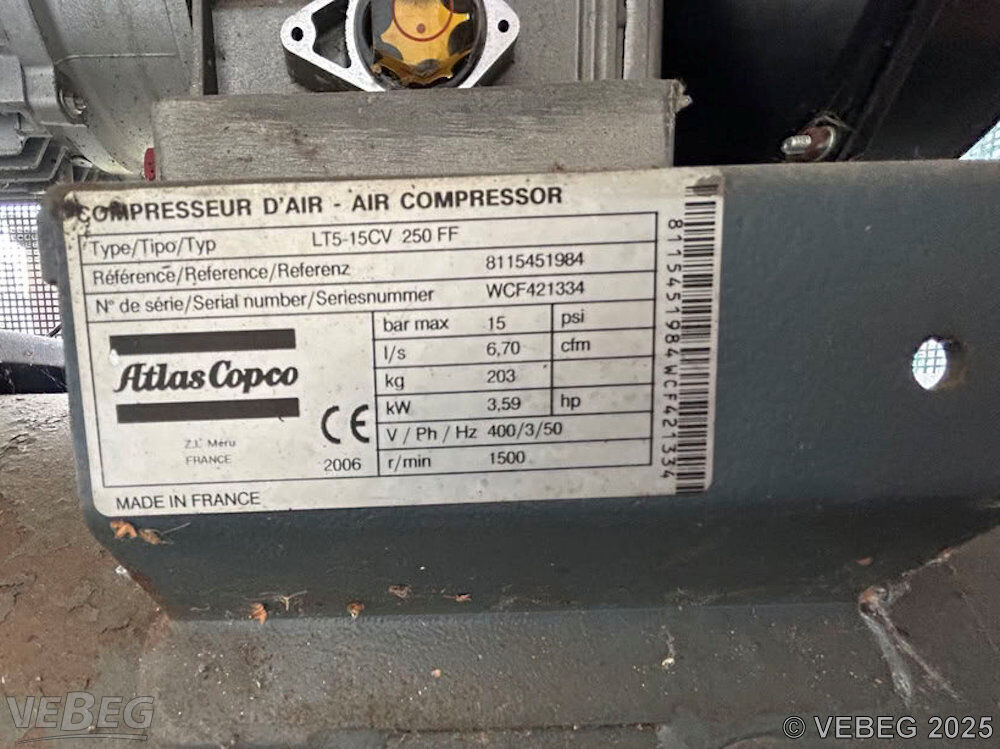 COMPRESSEUR D'AIR - AIR COMPRESSOR
Type/Tipo/Typ LT5-15CV 250 FF
Référence/Reference/Referenz 8115451984
N° de série/Serial number/Seriesnummer WCF421334
bar max 15 psi
l/s 6,70 cfm
kg 203
kW 3,59 hp
V / Ph / Hz 400/3/50
r/min 1500
Atlas Copco
Z.I. Meru
FRANCE
CE
2006
MADE IN FRANCE
8115451984 WCF421334
VEBEG
© VEBEG 2025